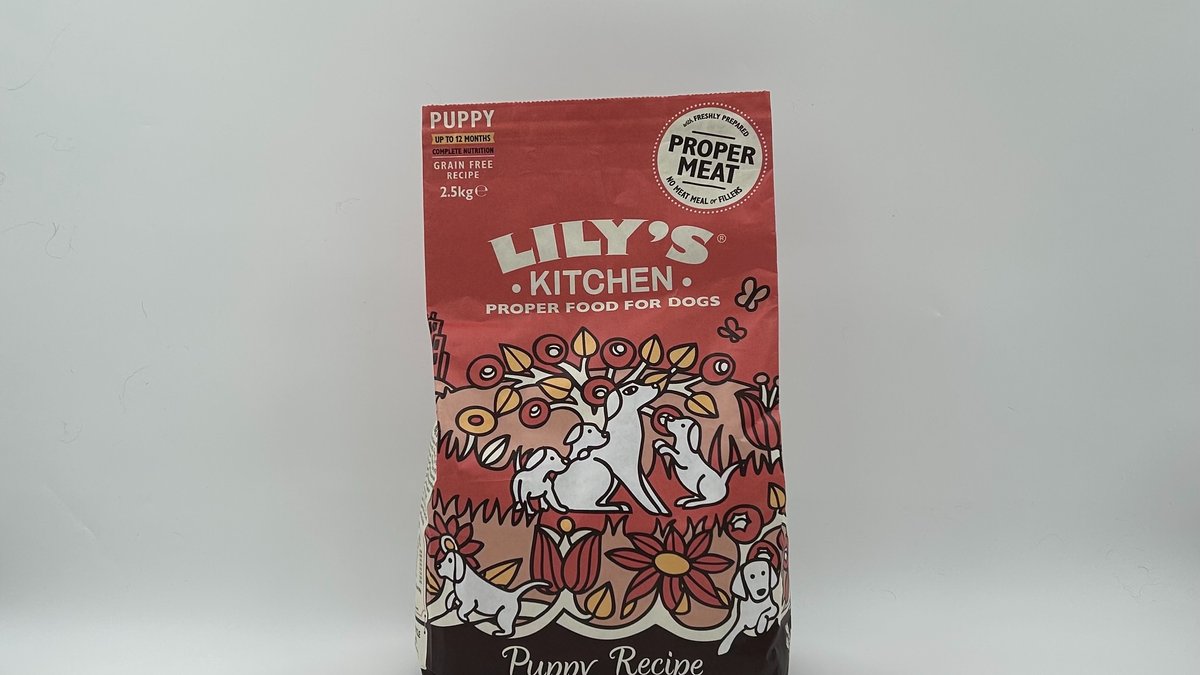 PUPPY
UP TO 12 MONTHS
COMPLETE NUTRITION
GRAIN FREE
RECIPE
2.5kg℮
with FRESHLY PREPARED
PROPER
MEAT
NO MEAT MEAL or FILLERS
LILY'S®
• KITCHEN •
PROPER FOOD FOR DOGS
Puppy Recipe